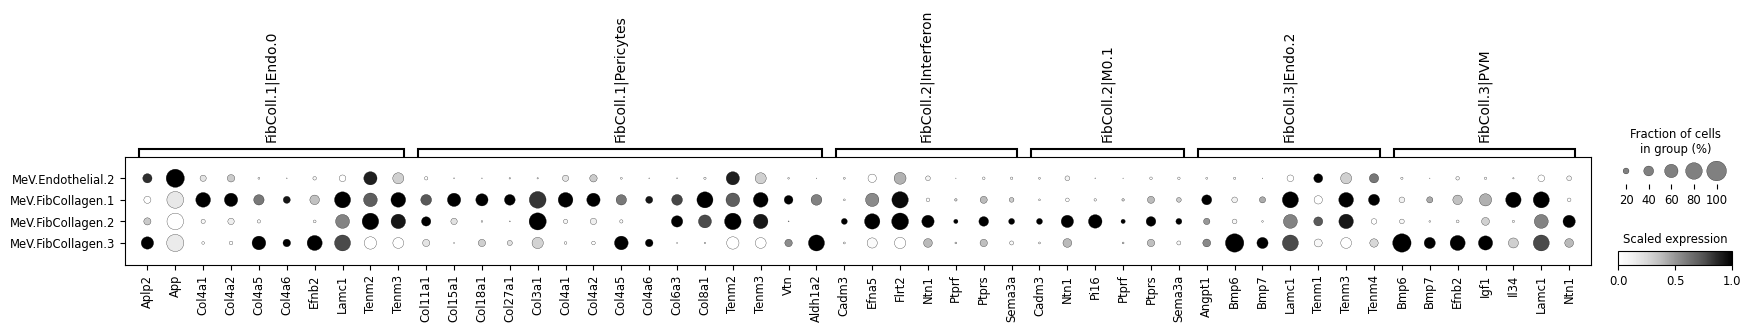 FibColl.1|Endo.0
FibColl.1|Pericytes
FibColl.2|Interferon
FibColl.2|M0.1
FibColl.3|Endo.2
FibColl.3|PVM
MeV.Endothelial.2
MeV.FibCollagen.1
MeV.FibCollagen.2
MeV.FibCollagen.3
Aplp2
App
Col4a1
Col4a2
Col4a5
Col4a6
Efnb2
Lamc1
Tenm2
Tenm3
Col11a1
Col15a1
Col18a1
Col27a1
Col3a1
Col4a1
Col4a2
Col4a5
Col4a6
Col6a3
Col8a1
Tenm2
Tenm3
Vtn
Aldh1a2
Cadm3
Efna5
Flrt2
Ntn1
Ptprf
Ptprs
Sema3a
Cadm3
Ntn1
Pi16
Ptprf
Ptprs
Sema3a
Angpt1
Bmp6
Bmp7
Lamc1
Tenm1
Tenm3
Tenm4
Bmp6
Bmp7
Efnb2
Igf1
Il34
Lamc1
Ntn1
Fraction of cells
in group (%)
20 40 60 80 100
Scaled expression
0.0 0.5 1.0